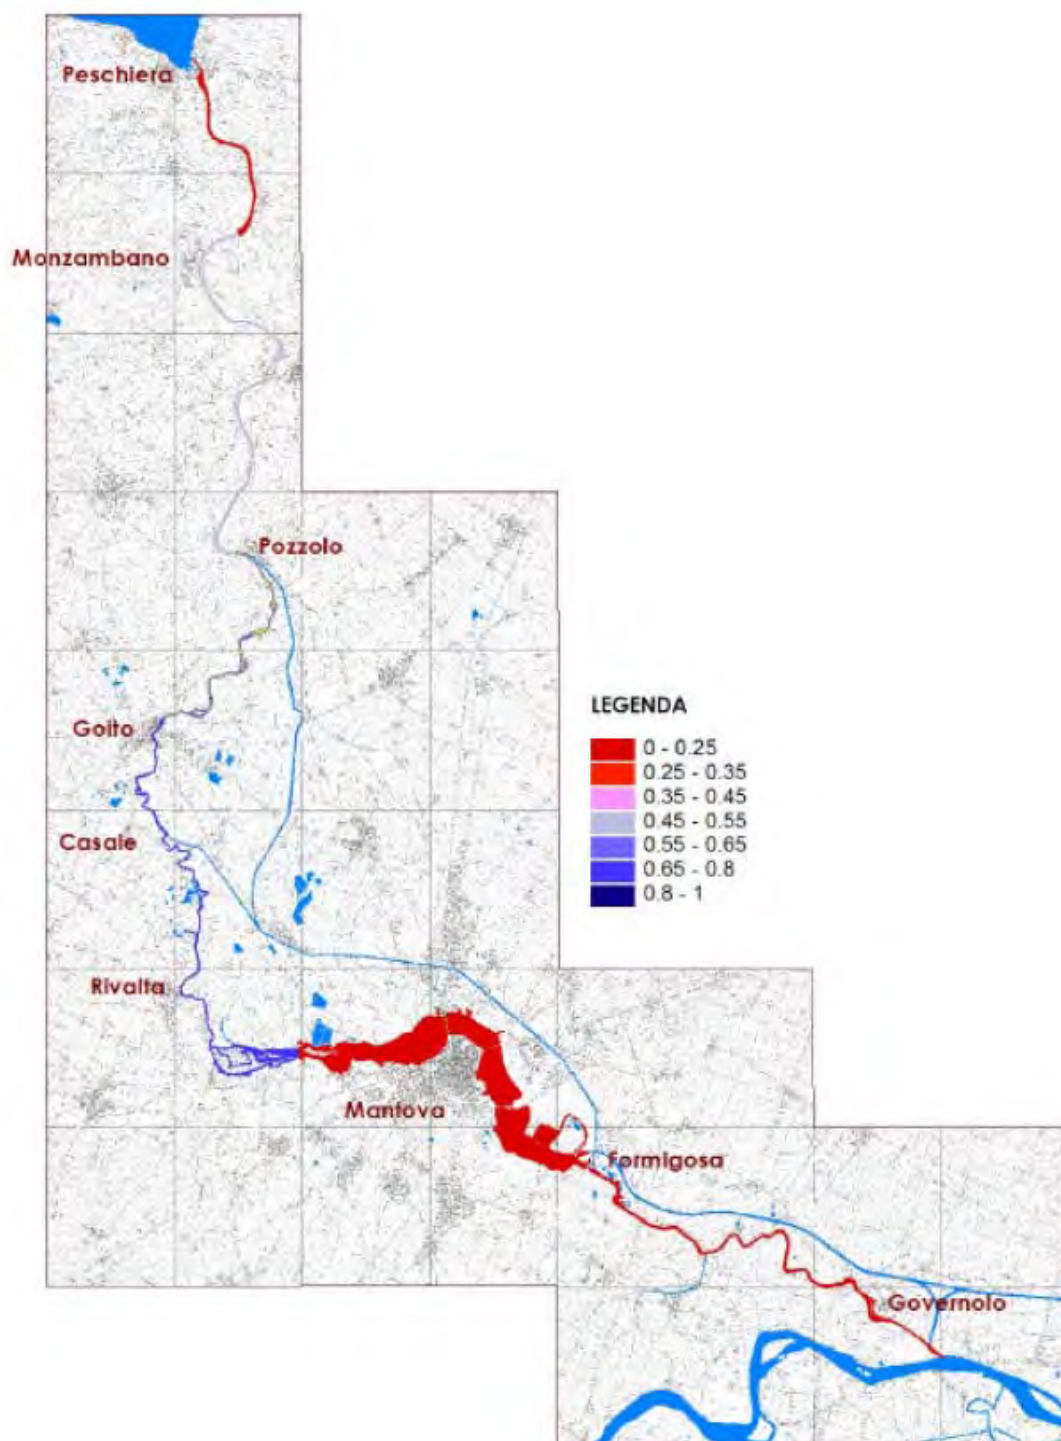 Peschiera
Monzambano
Pozzolo
Goito
Casale
Rivalta
Mantova
Formigosa
Governolo
LEGENDA
0 - 0.25
0.25 - 0.35
0.35 - 0.45
0.45 - 0.55
0.55 - 0.65
0.65 - 0.8
0.8 - 1